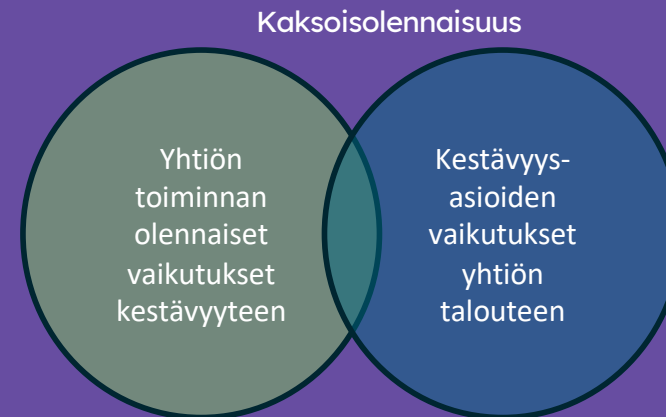 Kaksoisolennaisuus
Yhtiön
toiminnan
olennaiset
vaikutukset
kestävyyteen
Kestävyys-
asioiden
vaikutukset
yhtiön
talouteen